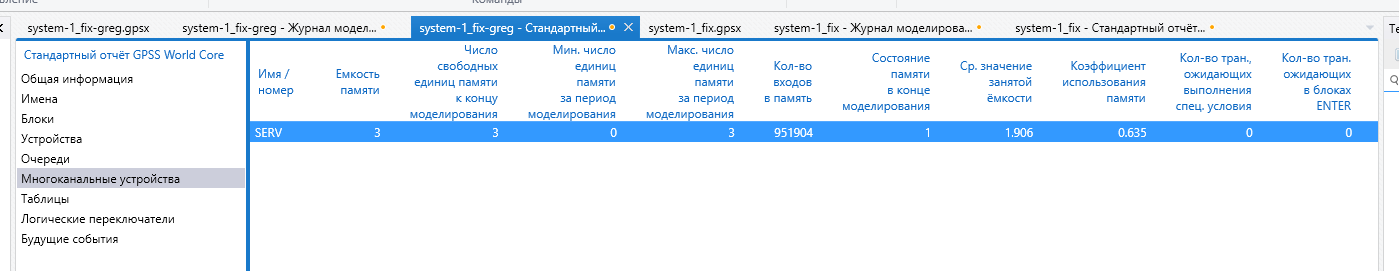 Команды
system-1_fix-greg.gpsx
system-1_fix-greg - Журнал модел...
system-1_fix-greg - Стандартный...
system-1_fix.gpsx
system-1_fix - Журнал моделирова...
system-1_fix - Стандартный отчёт...
Стандартный отчёт GPSS World Core
Общая информация
Имена
Блоки
Устройства
Очереди
Многоканальные устройства
Таблицы
Логические переключатели
Будущие события
Имя /
номер
Емкость
памяти
Число
свободных
единиц памяти
к концу
моделирования
Мин. число
единиц
памяти
за период
моделирования
Макс. число
единиц
памяти
за период
моделирования
Кол-во
входов
в память
Состояние
памяти
в конце
моделирования
Ср. значение
занятой
ёмкости
Коэффициент
использования
памяти
Кол-во тран.,
ожидающих
выполнения
спец. условия
Кол-во тран.
ожидающих
в блоках
ENTER
SERV 3 3 0 3 951904 1 1.906 0.635 0 0